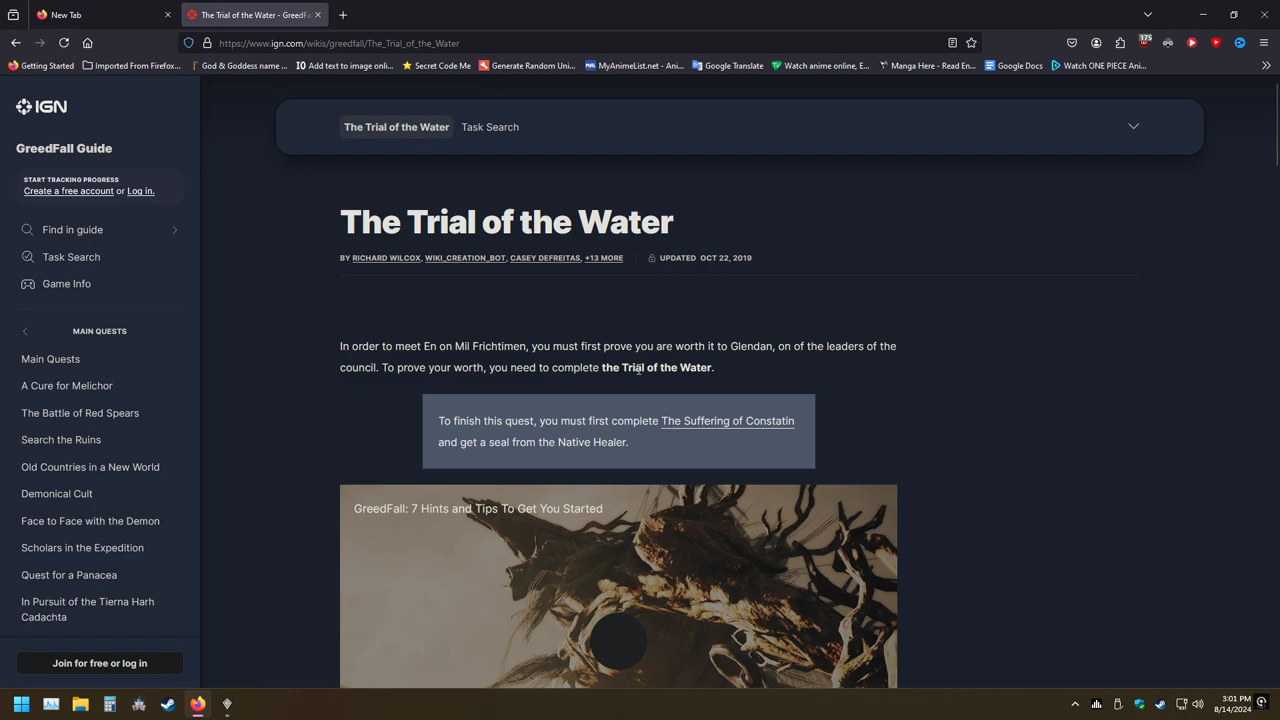 New Tab
The Trial of the Water - GreedFa
https://www.ign.com/wikis/greedfall/The_Trial_of_the_Water
175
Getting Started
Imported From Firefox...
God & Goddess name ...
Add text to image onli...
Secret Code Me
Generate Random Uni...
MyAnimeList.net - Ani...
Google Translate
Watch anime online, E...
Manga Here - Read En...
Google Docs
Watch ONE PIECE Ani...
IGN
GreedFall Guide
START TRACKING PROGRESS
Create a free account or Log in.
Find in guide
Task Search
Game Info
MAIN QUESTS
Main Quests
A Cure for Melichor
The Battle of Red Spears
Search the Ruins
Old Countries in a New World
Demonical Cult
Face to Face with the Demon
Scholars in the Expedition
Quest for a Panacea
In Pursuit of the Tierna Harh
Cadachta
Join for free or log in
The Trial of the Water Task Search
The Trial of the Water
BY RICHARD WILCOX, WIKI_CREATION_BOT, CASEY DEFREITAS, +13 MORE
UPDATED OCT 22, 2019
In order to meet En on Mil Frichtimen, you must first prove you are worth it to Glendan, on of the leaders of the
council. To prove your worth, you need to complete the Trial of the Water.
To finish this quest, you must first complete The Suffering of Constatin
and get a seal from the Native Healer.
GreedFall: 7 Hints and Tips To Get You Started
3:01 PM
8/14/2024